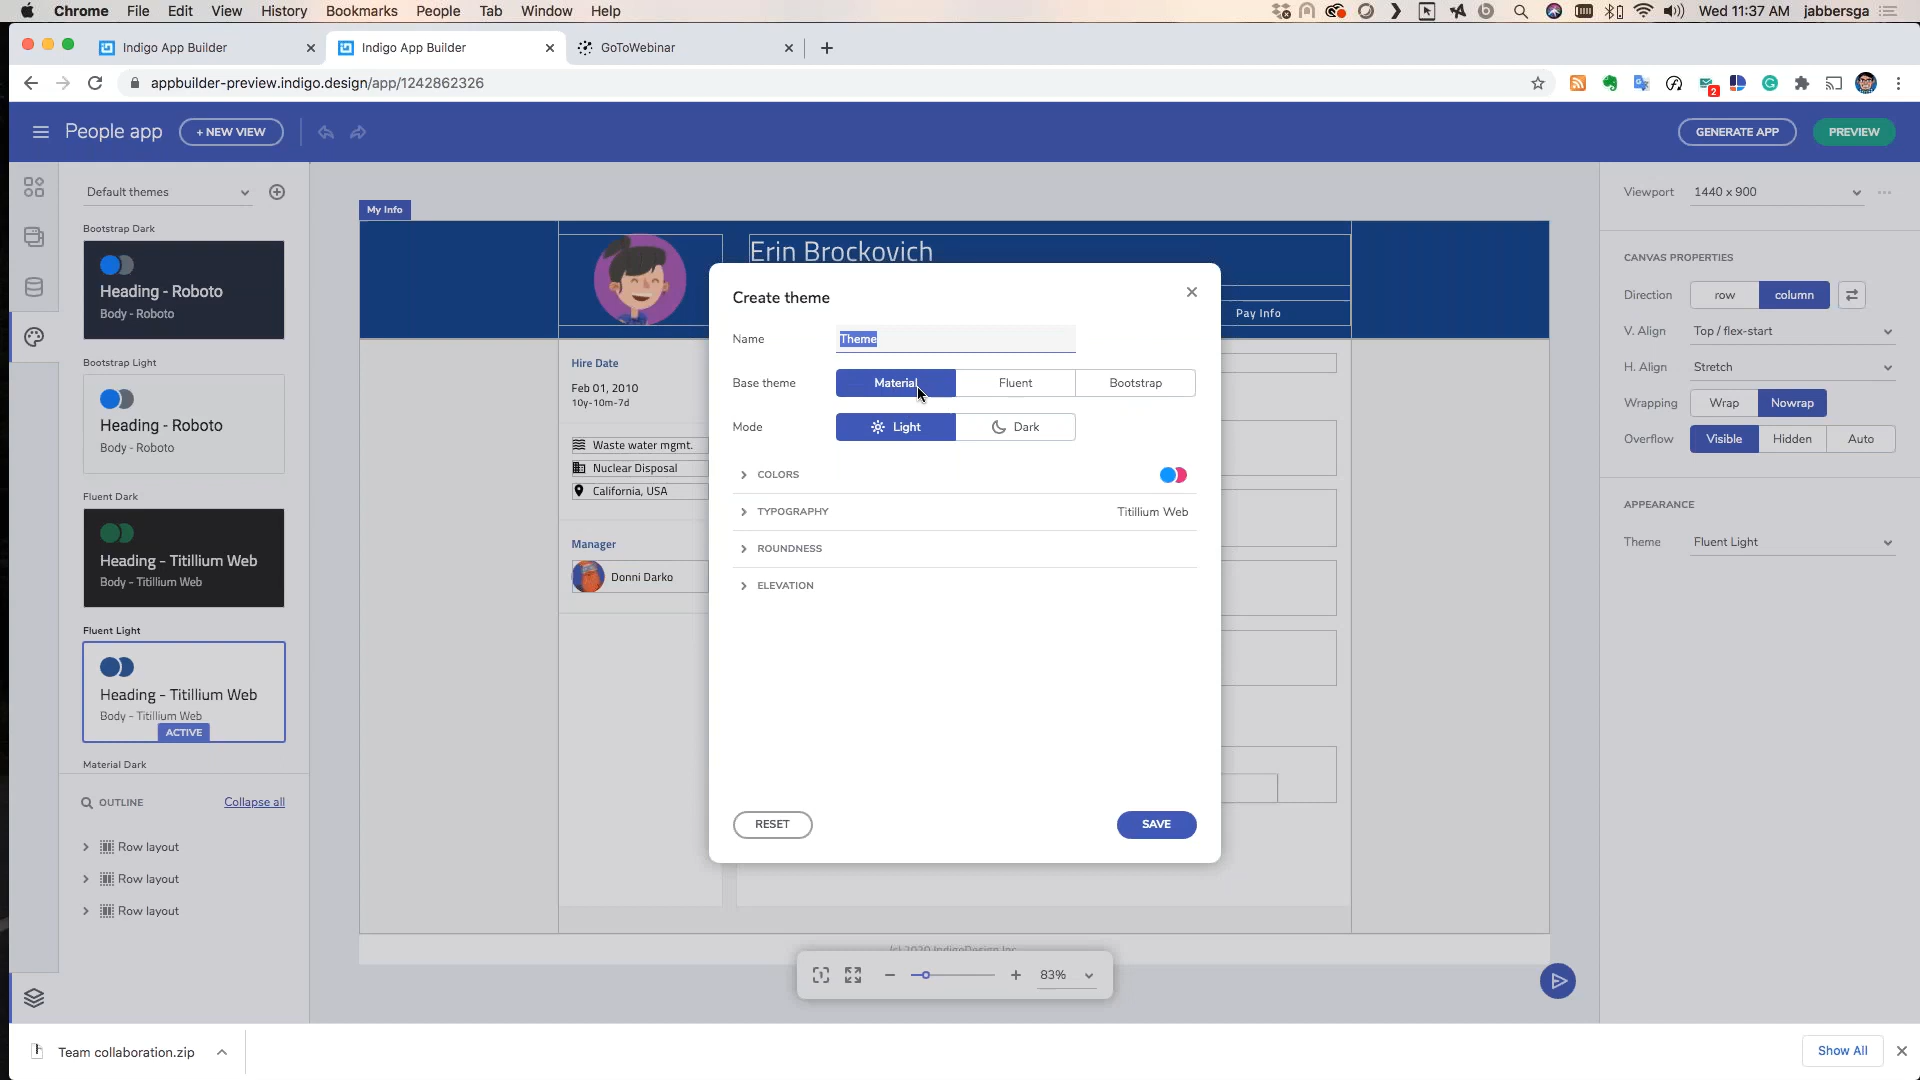 Chrome File Edit View History Bookmarks People Tab Window Help Wed 11:37 AM jabbersga
Indigo App Builder Indigo App Builder GoToWebinar
appbuilder-preview.indigo.design/app/1242862326 2
People app + NEW VIEW GENERATE APP PREVIEW
Default themes
Bootstrap Dark
Heading - Roboto
Body - Roboto
Bootstrap Light
Heading - Roboto
Body - Roboto
Fluent Dark
Heading - Titillium Web
Body - Titillium Web
Fluent Light
Heading - Titillium Web
Body - Titillium Web
ACTIVE
Material Dark
OUTLINE Collapse all
Row layout
Row layout
Row layout
My Info
Erin Brockovich
Pay Info
Hire Date
Feb 01, 2010
10y-10m-7d
Waste water mgmt.
Nuclear Disposal
California, USA
Manager
Donni Darko
Create theme
Name Theme
Base theme Material Fluent Bootstrap
Mode Light Dark
COLORS
TYPOGRAPHY Titillium Web
ROUNDNESS
ELEVATION
RESET SAVE
(c) 2020 IndigoDesign Inc
83%
Viewport 1440 x 900
CANVAS PROPERTIES
Direction row column
V. Align Top / flex-start
H. Align Stretch
Wrapping Wrap Nowrap
Overflow Visible Hidden Auto
APPEARANCE
Theme Fluent Light
Team collaboration.zip Show All